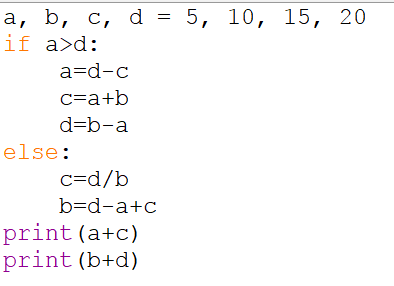 a, b, c, d = 5, 10, 15, 20
if a>d:
    a=d-c
    c=a+b
    d=b-a
else:
    c=d/b
    b=d-a+c
print(a+c)
print(b+d)